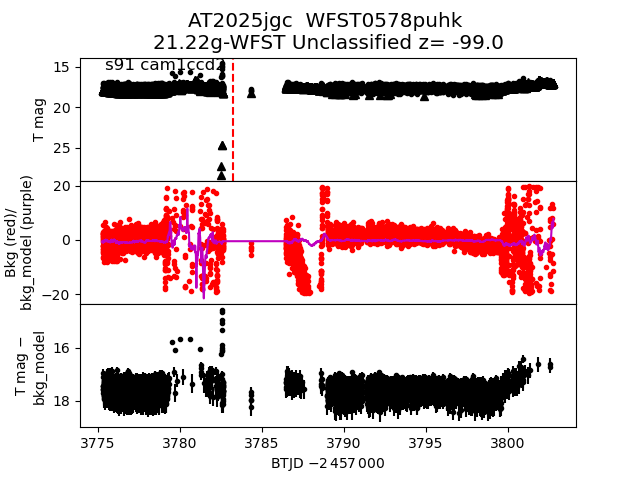 AT2025jgc  WFST0578puhk
21.22g-WFST Unclassified z= -99.0
s91 cam1ccd2
15
20
25
T mag
20
0
−20
Bkg (red)/
bkg_model (purple)
16
18
T mag −
bkg_model
3775
3780
3785
3790
3795
3800
BTJD −2 457 000